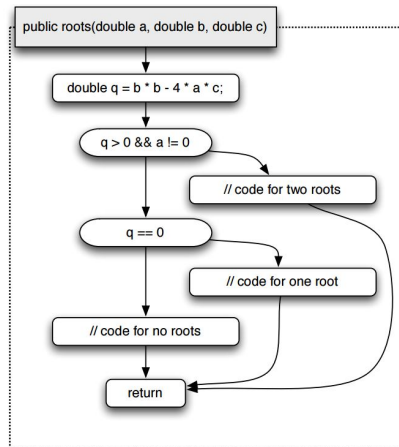 public roots(double a, double b, double c)
double q = b * b - 4 * a * c;
q > 0 && a != 0
// code for two roots
q == 0
// code for one root
// code for no roots
return